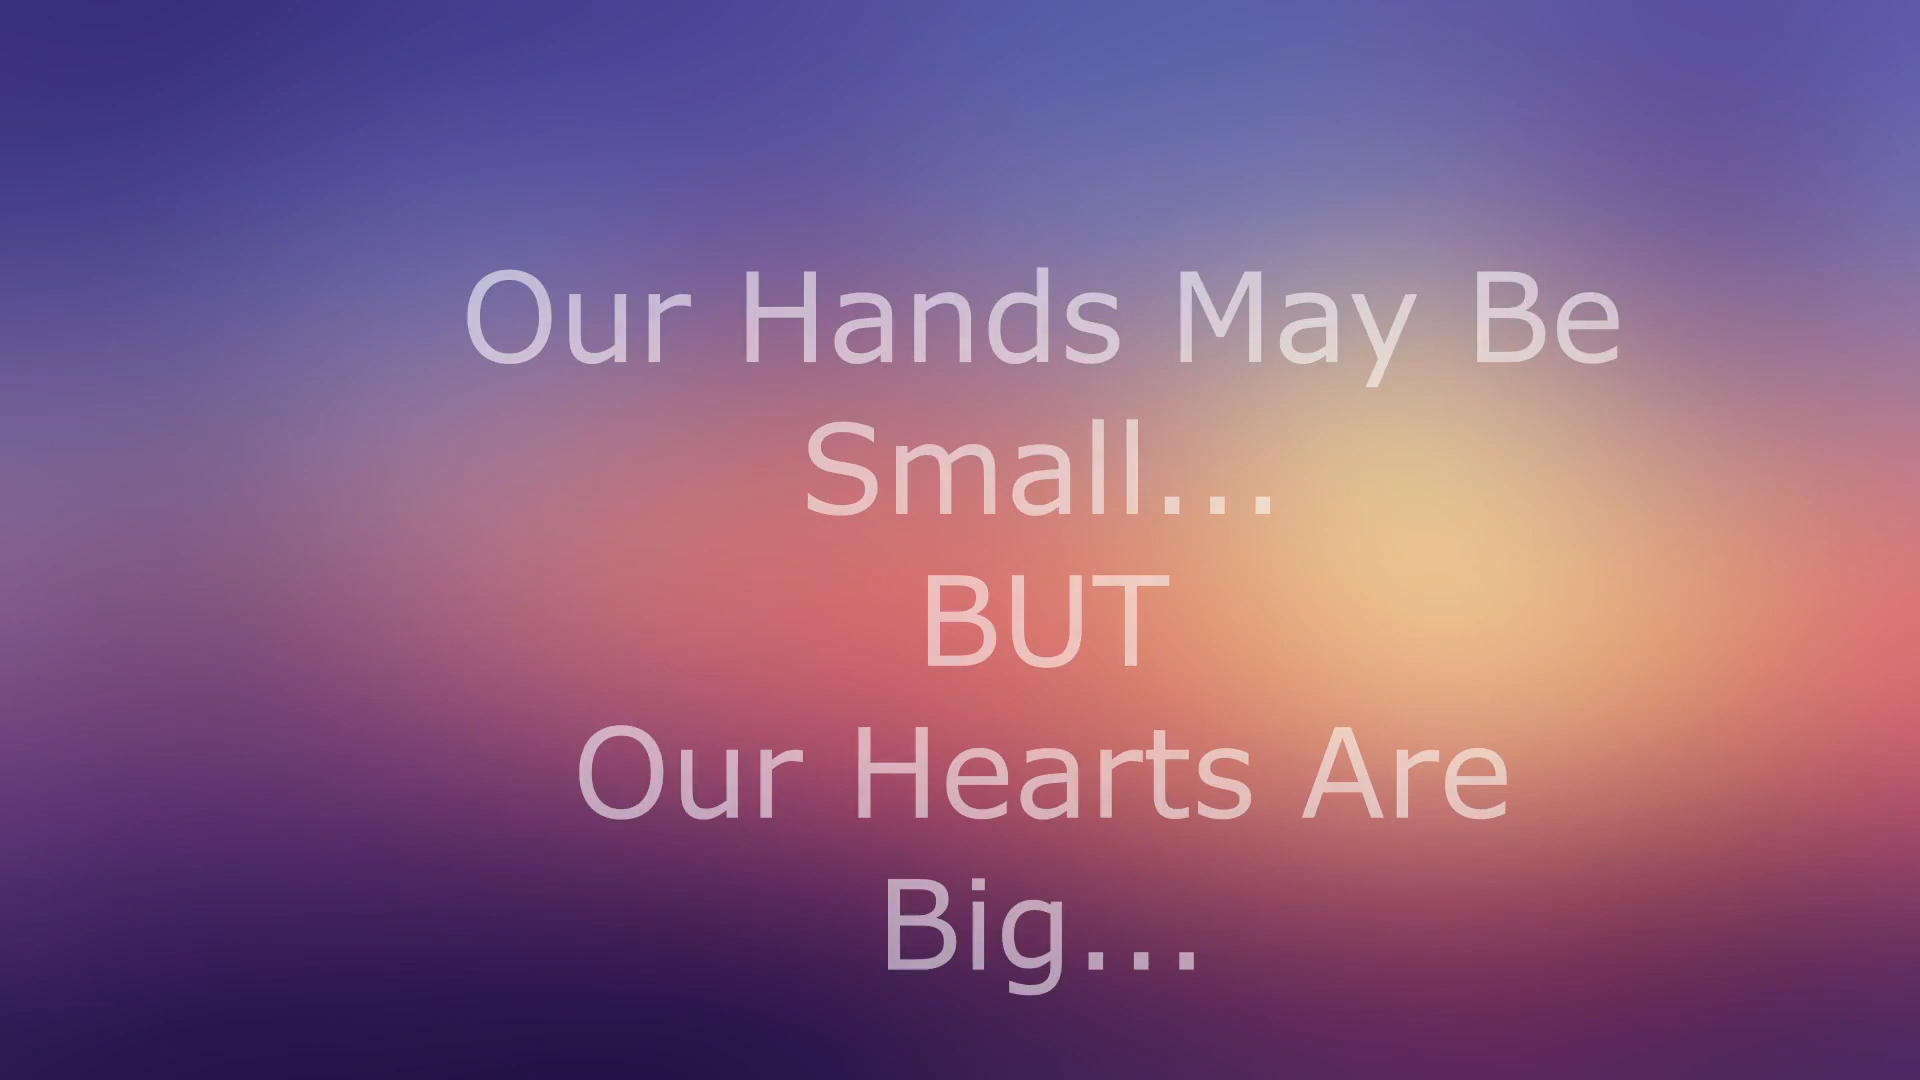 Our Hands May Be
Small...
BUT
Our Hearts Are
Big...